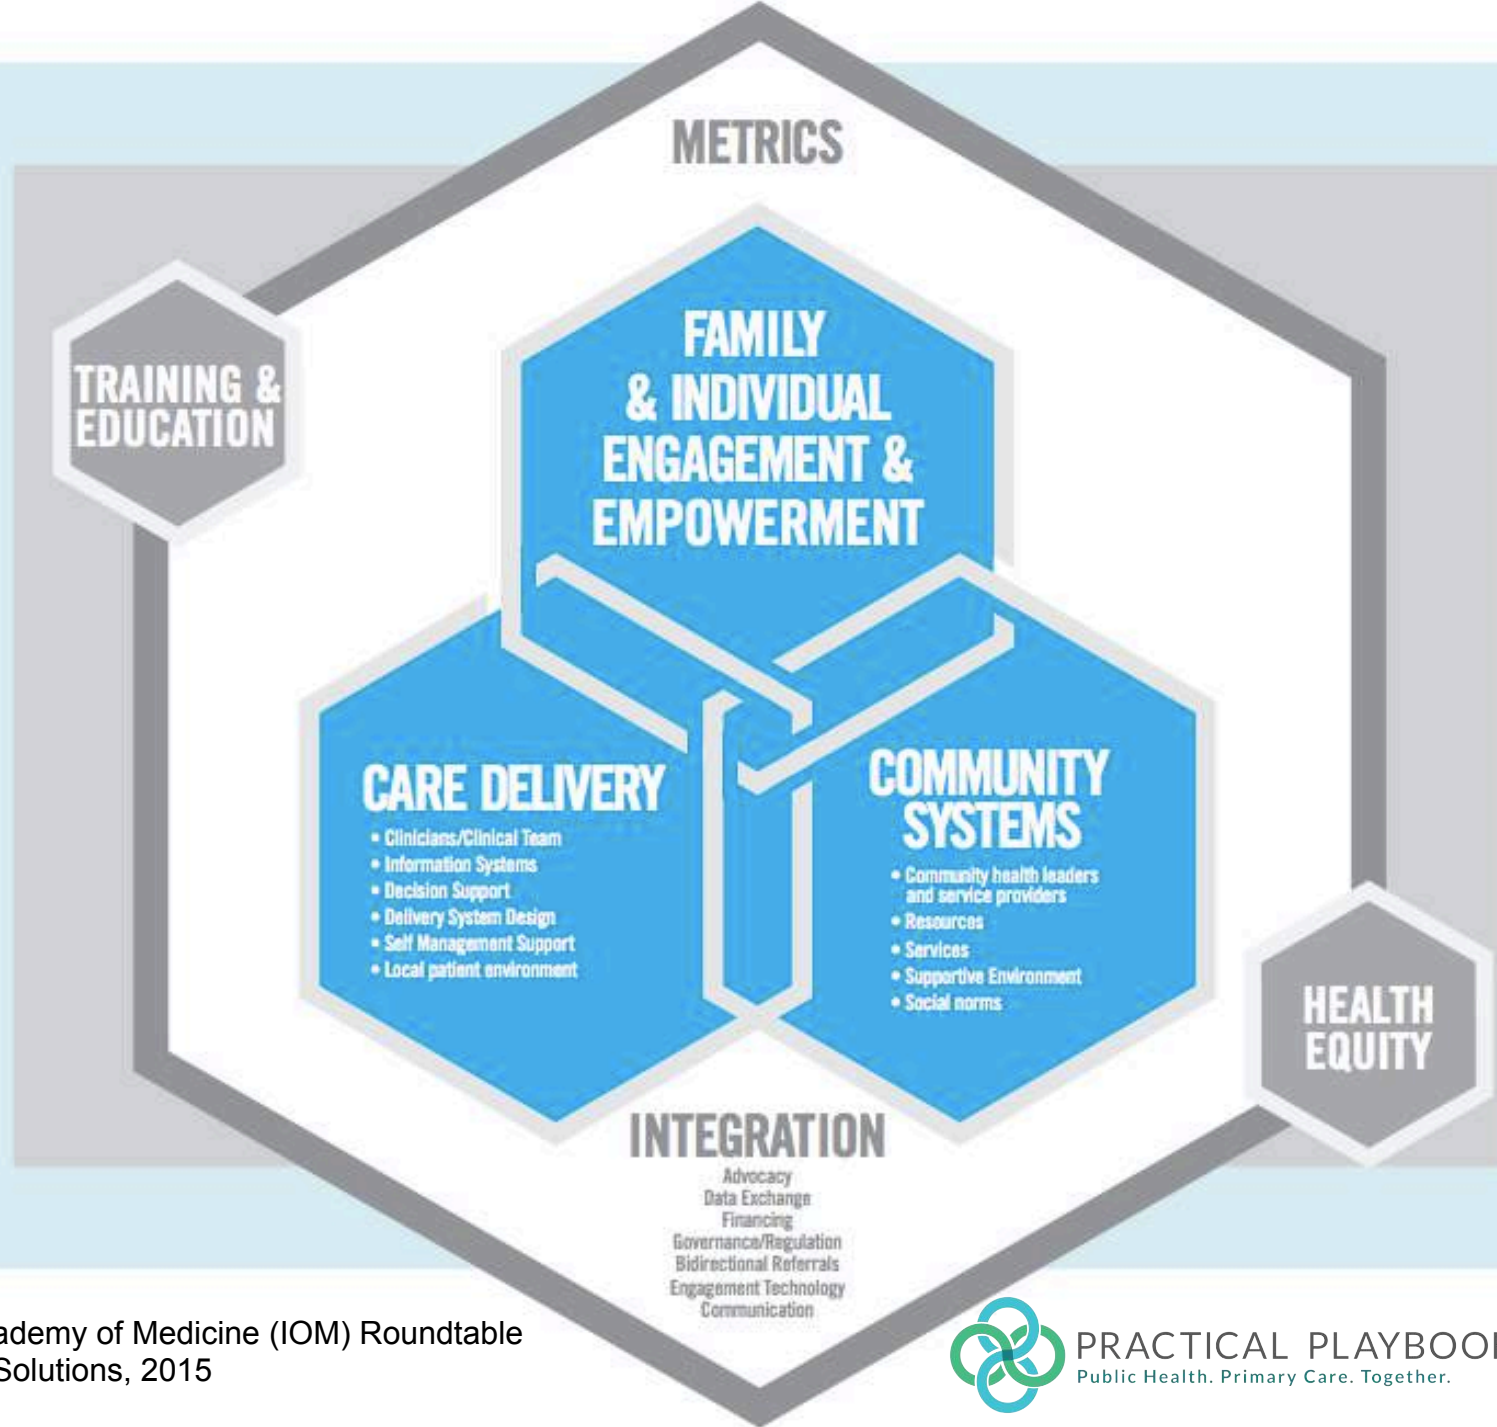 METRICS
TRAINING &
EDUCATION
FAMILY
& INDIVIDUAL
ENGAGEMENT &
EMPOWERMENT
CARE DELIVERY
• Clinicians/Clinical Team
• Information Systems
• Decision Support
• Delivery System Design
• Self Management Support
• Local patient environment
COMMUNITY
SYSTEMS
• Community health leaders
and service providers
• Resources
• Services
• Supportive Environment
• Social norms
HEALTH
EQUITY
INTEGRATION
Advocacy
Data Exchange
Financing
Governance/Regulation
Bidirectional Referrals
Engagement Technology
Communication
of Medicine (IOM) Roundtable
Solutions, 2015
PRACTICAL
Public Health. Primary Care. Together.